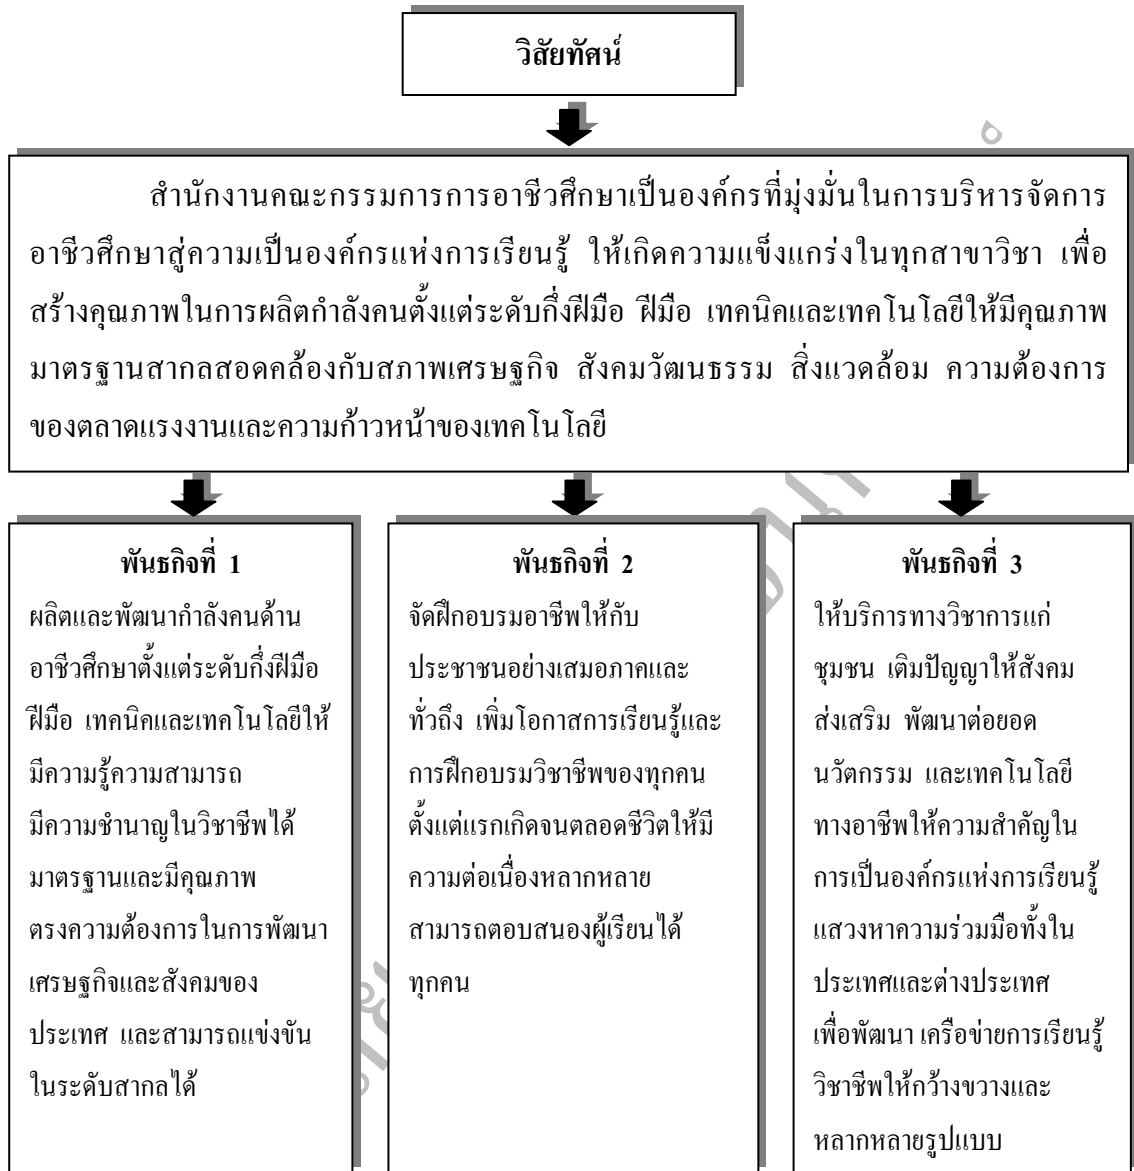 วิสัยทัศน์
สำนักงานคณะกรรมการการอาชีวศึกษาเป็นองค์กรที่มุ่งมั่นในการบริหารจัดการ
อาชีวศึกษาสู่ความเป็นองค์กรแห่งการเรียนรู้ ให้เกิดความแข็งแกร่งในทุกสาขาวิชา เพื่อ
สร้างคุณภาพในการผลิตกำลังคนตั้งแต่ระดับกึ่งฝีมือ ฝีมือ เทคนิคและเทคโนโลยีให้มีคุณภาพ
มาตรฐานสากลสอดคล้องกับสภาพเศรษฐกิจ สังคมวัฒนธรรม สิ่งแวดล้อม ความต้องการ
ของตลาดแรงงานและความก้าวหน้าของเทคโนโลยี
พันธกิจที่ 1
ผลิตและพัฒนากำลังคนด้าน
อาชีวศึกษาตั้งแต่ระดับกึ่งฝีมือ
ฝีมือ เทคนิคและเทคโนโลยีให้
มีความรู้ความสามารถ
มีความชำนาญในวิชาชีพได้
มาตรฐานและมีคุณภาพ
ตรงความต้องการในการพัฒนา
เศรษฐกิจและสังคมของ
ประเทศ และสามารถแข่งขัน
ในระดับสากลได้
พันธกิจที่ 2
จัดฝึกอบรมอาชีพให้กับ
ประชาชนอย่างเสมอภาคและ
ทั่วถึง เพิ่มโอกาสการเรียนรู้และ
การฝึกอบรมวิชาชีพของทุกคน
ตั้งแต่แรกเกิดจนตลอดชีวิตให้มี
ความต่อเนื่องหลากหลาย
สามารถตอบสนองผู้เรียนได้
ทุกคน
พันธกิจที่ 3
ให้บริการทางวิชาการแก่
ชุมชน เติมปัญญาให้สังคม
ส่งเสริม พัฒนาต่อยอด
นวัตกรรม และเทคโนโลยี
ทางอาชีพให้ความสำคัญใน
การเป็นองค์กรแห่งการเรียนรู้
แสวงหาความร่วมมือทั้งใน
ประเทศและต่างประเทศ
เพื่อพัฒนา เครือข่ายการเรียนรู้
วิชาชีพให้กว้างขวางและ
หลากหลายรูปแบบ